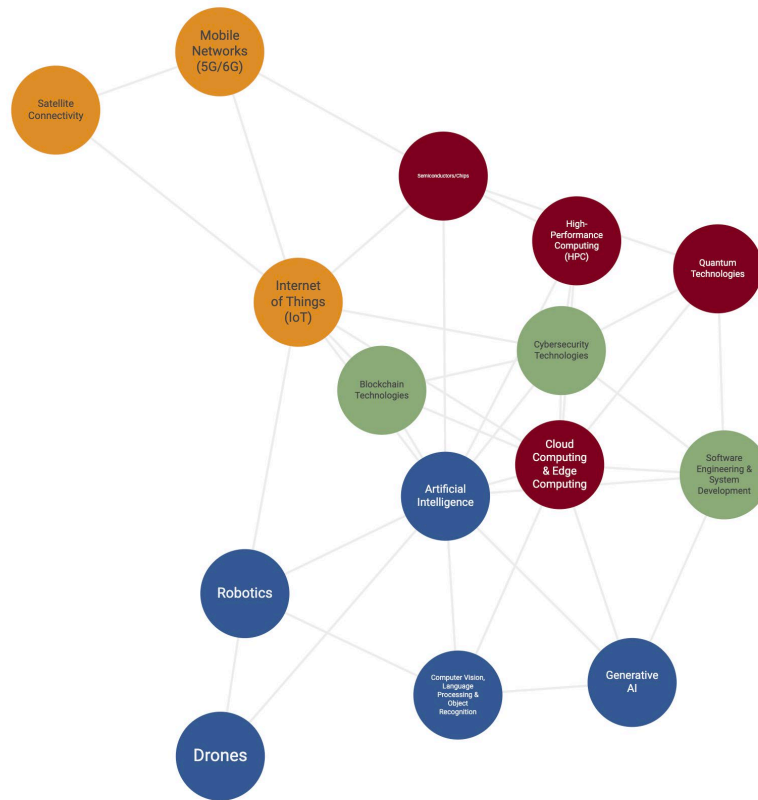 Mobile
Networks
(5G/6G)
Satellite
Connectivity
Semiconductors/Chips
High-
Performance
Computing
(HPC)
Quantum
Technologies
Internet
of Things
(IoT)
Cybersecurity
Technologies
Blockchain
Technologies
Cloud
Computing
& Edge
Computing
Software
Engineering &
System
Development
Artificial
Intelligence
Robotics
Computer Vision,
Language
Processing &
Object
Recognition
Generative
AI
Drones